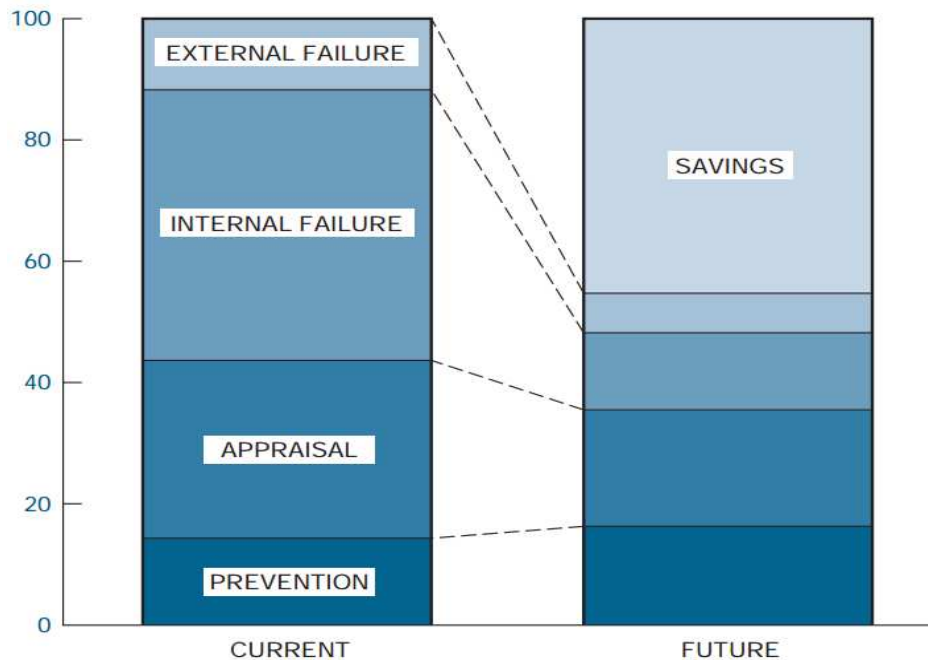 100
80
60
40
20
0
EXTERNAL FAILURE
INTERNAL FAILURE
APPRAISAL
PREVENTION
SAVINGS
CURRENT
FUTURE